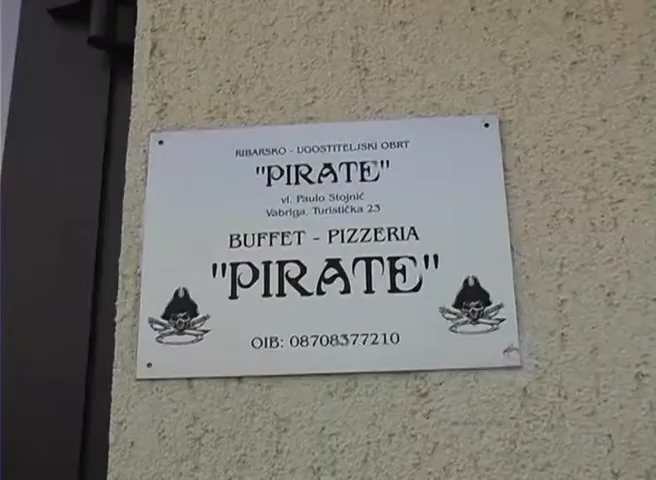 RIBARSKO - UGOSTITELJSKI OBRT
"PIRATE"
vl. Paulo Stojnić
Vabriga, Turistička 23
BUFFET - PIZZERIA
"PIRATE"
OIB: 08708377210